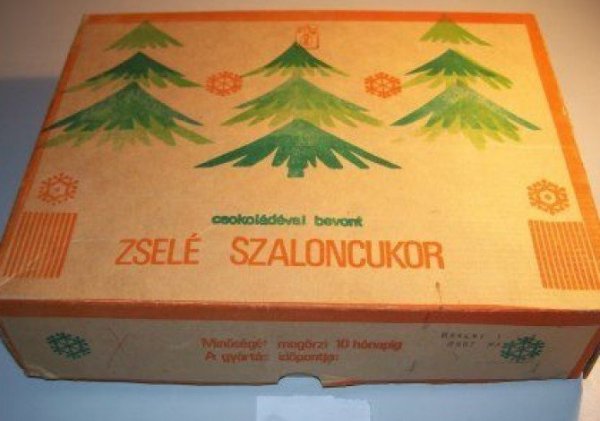 csokoládéval bevont
ZSELÉ SZALONCUKOR
Minőségét megőrzi 10 hónapig
A gyártás időpontja: